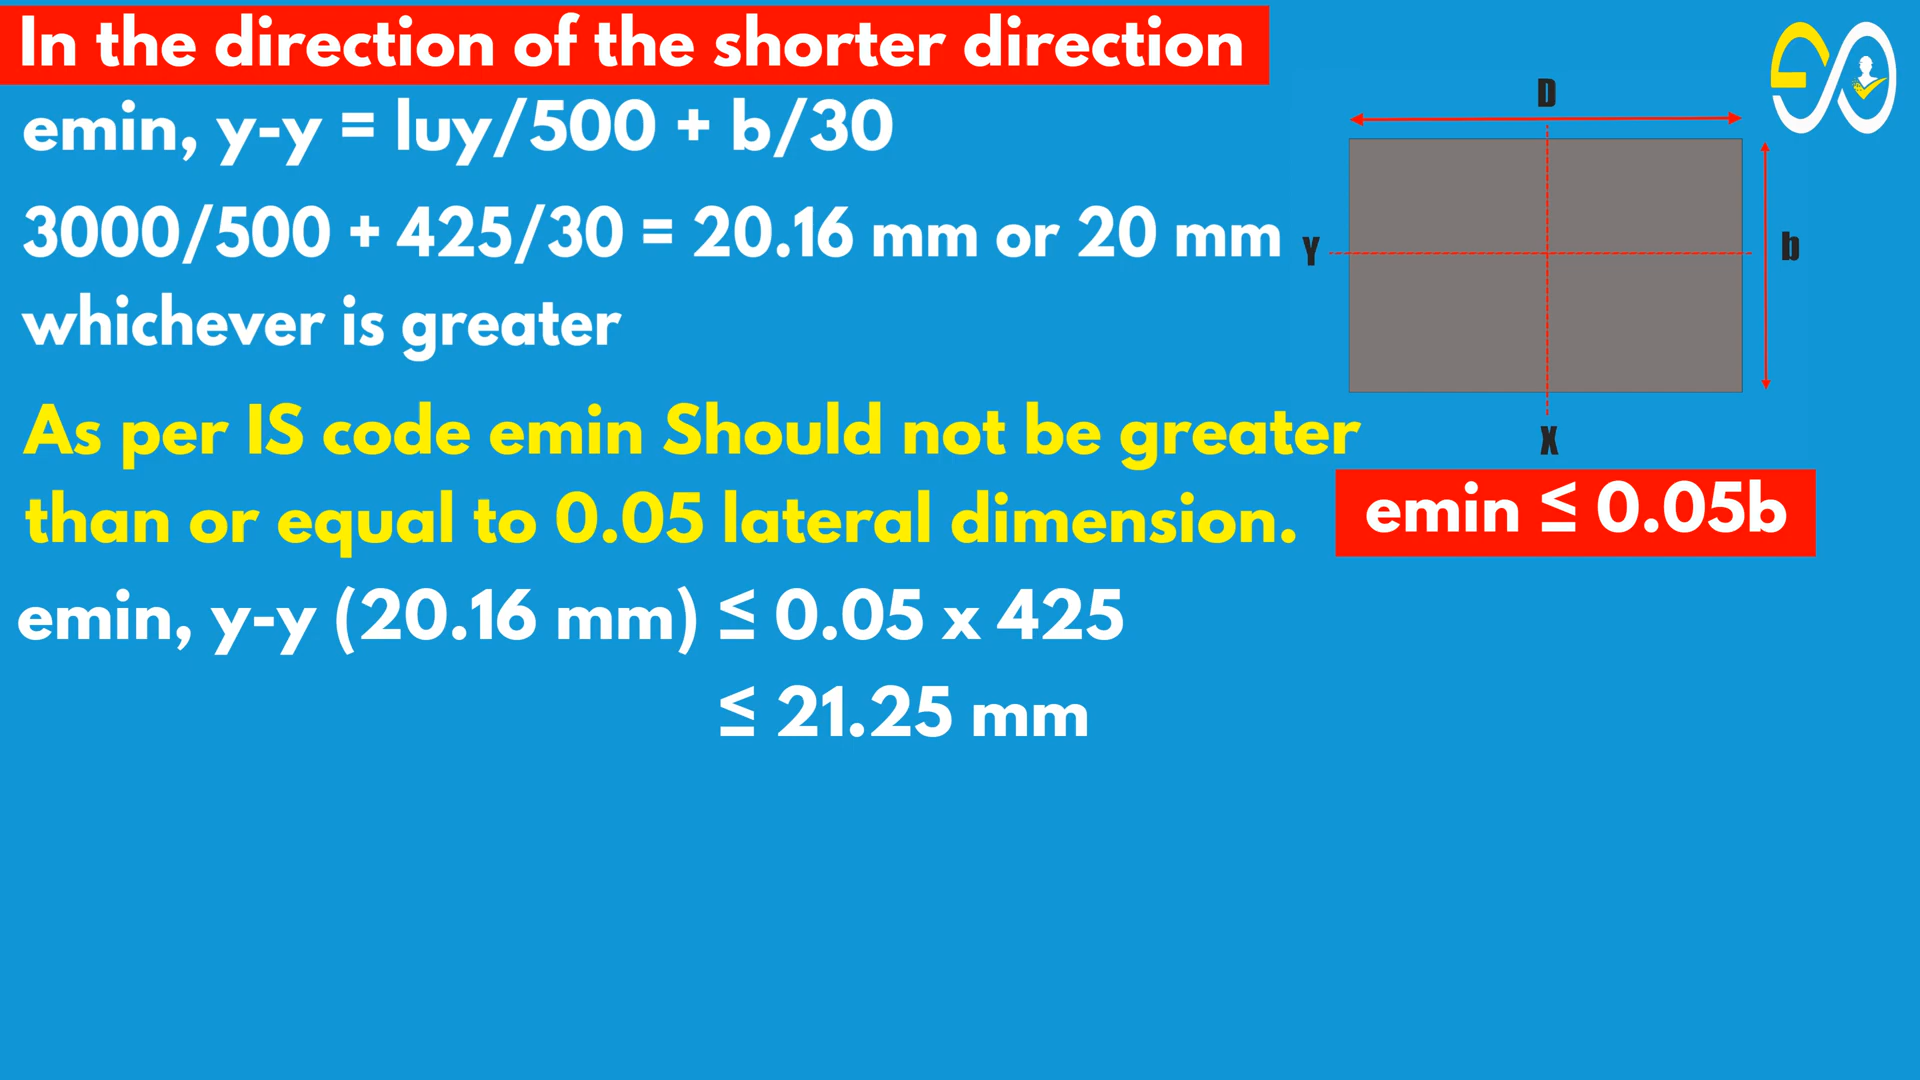 In the direction of the shorter direction
emin, y-y = luy/500 + b/30
3000/500 + 425/30 = 20.16 mm or 20 mm
whichever is greater
As per IS code emin Should not be greater
than or equal to 0.05 lateral dimension.
emin, y-y (20.16 mm) ≤ 0.05 x 425
≤ 21.25 mm
D
Y
b
X
emin ≤ 0.05b